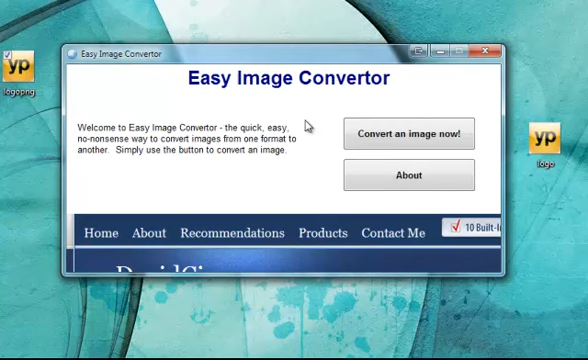 Easy Image Convertor
Easy Image Convertor
yp
logopng
Welcome to Easy Image Convertor - the quick, easy,
no-nonsense way to convert images from one format to
another. Simply use the button to convert an image.
Convert an image now!
About
yp
logo
Home About Recommendations Products Contact Me
10 Built-In